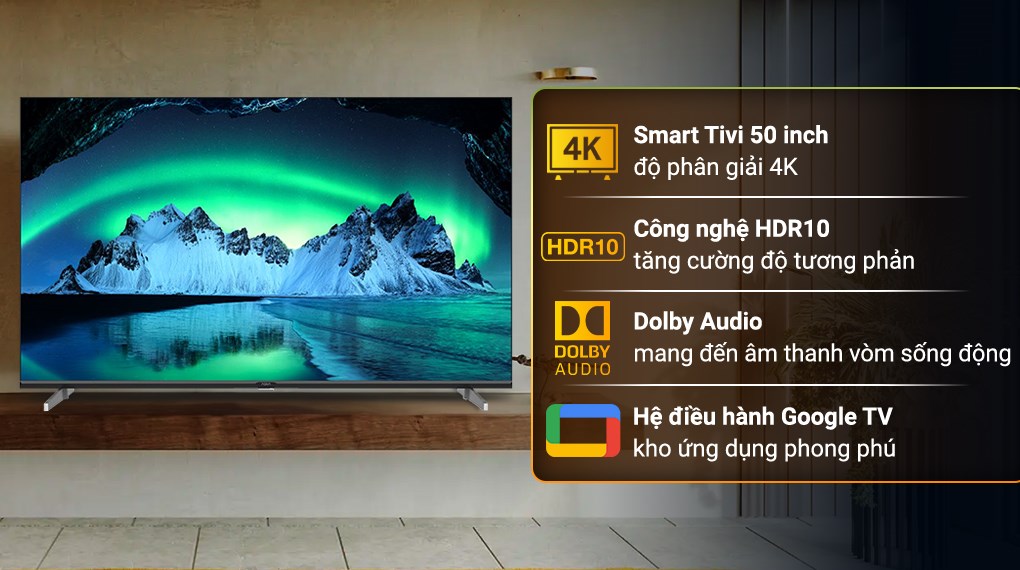 4K
Smart Tivi 50 inch
độ phân giải 4K
HDR10
Công nghệ HDR10
tăng cường độ tương phản
DOLBY
AUDIO
Dolby Audio
mang đến âm thanh vòm sống động
Hệ điều hành Google TV
kho ứng dụng phong phú